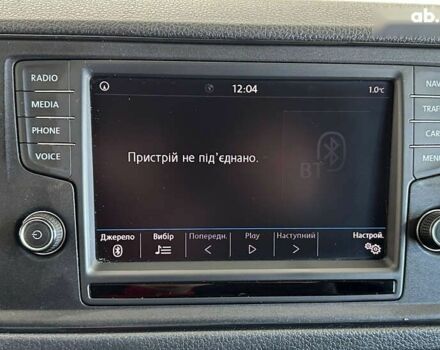 ab.
RADIO
MEDIA
PHONE
VOICE
12:04
1.0°C
Пристрій не під'єднано.
BT
Джерело Вибір Попередн. Play Наступний Настрой.
NAV
TRAF
CAR
MENU